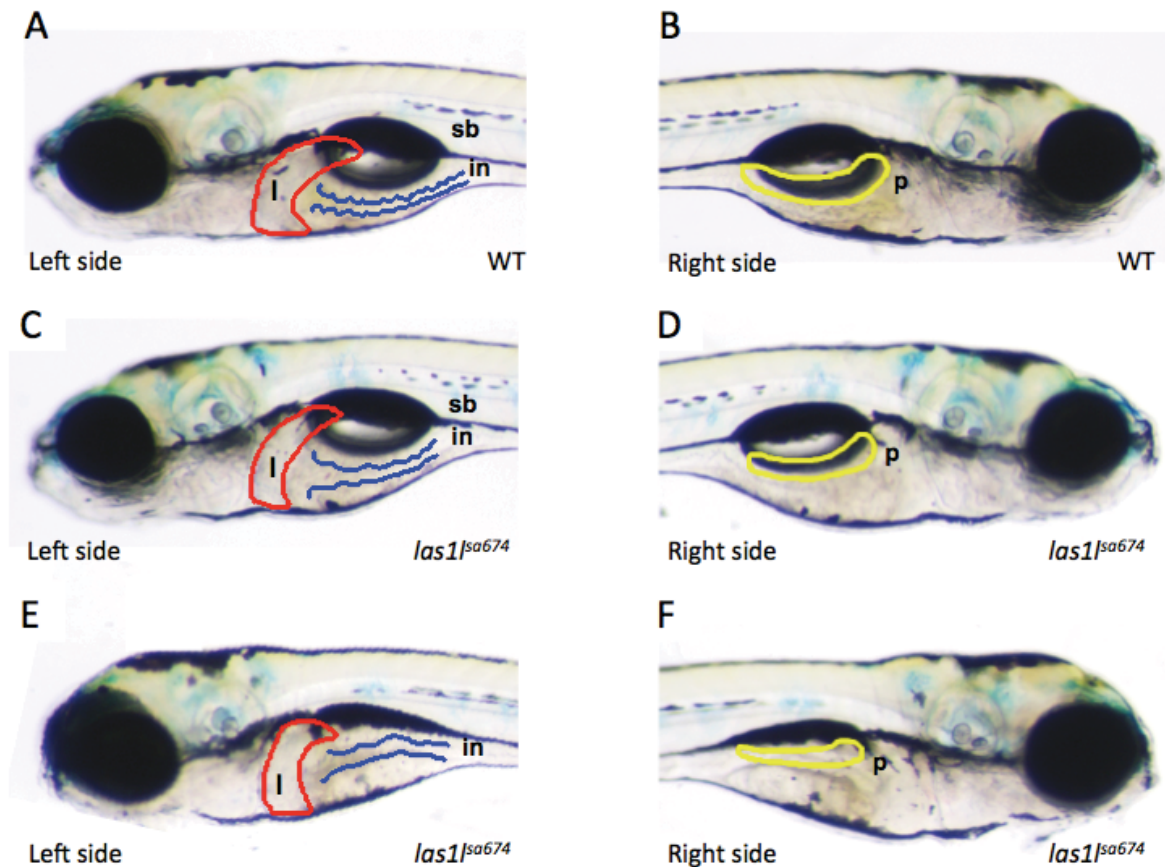 A
B
sb
in
l
p
Left side
WT
Right side
WT
C
D
sb
in
l
p
Left side
las1l^sa674
Right side
las1l^sa674
E
F
in
l
p
Left side
las1l^sa674
Right side
las1l^sa674